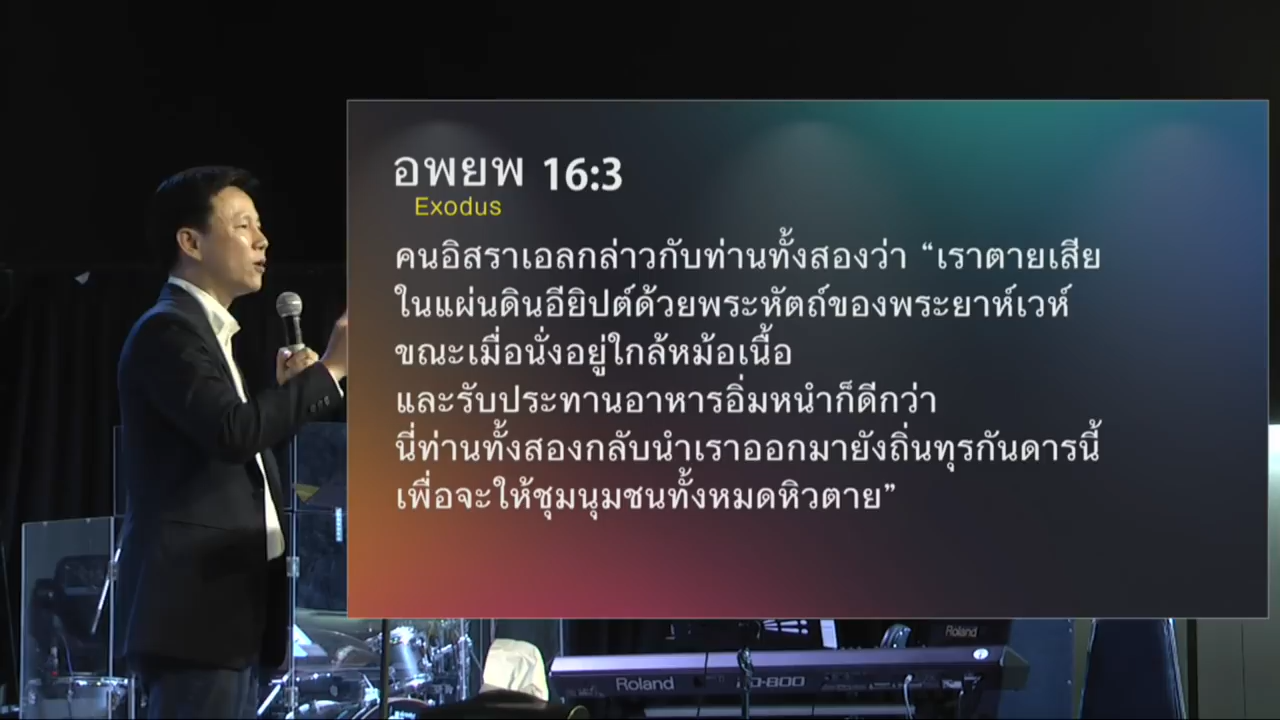 อพยพ 16:3
Exodus
คนอิสราเอลกล่าวกับท่านทั้งสองว่า “เราตายเสีย
ในแผ่นดินอียิปต์ด้วยพระหัตถ์ของพระยาห์เวห์
ขณะเมื่อนั่งอยู่ใกล้หม้อเนื้อ
และรับประทานอาหารอิ่มหนำก็ดีกว่า
นี่ท่านทั้งสองกลับนำเราออกมายังถิ่นทุรกันดารนี้
เพื่อจะให้ชุมนุมชนทั้งหมดหิวตาย”
Roland
Roland